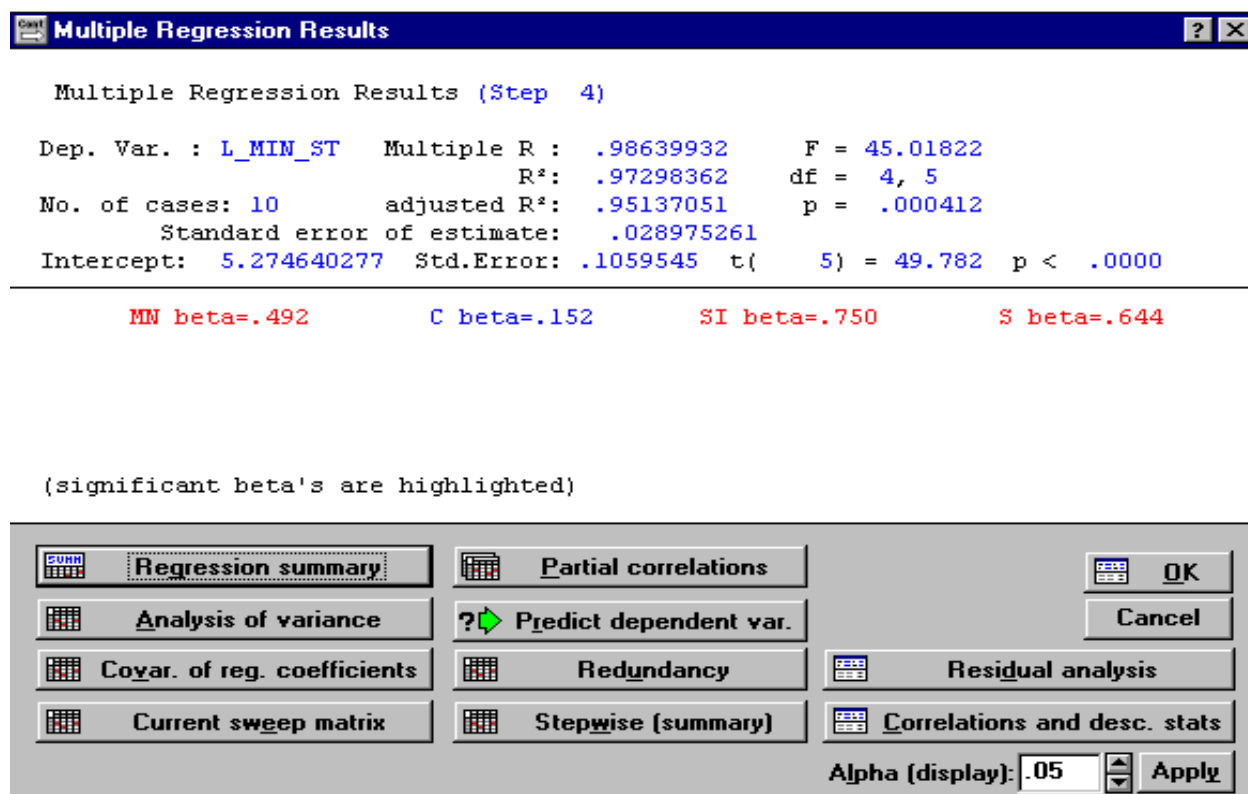 Multiple Regression Results
Multiple Regression Results (Step 4)
Dep. Var. : L_MIN_ST Multiple R : .98639932 F = 45.01822
R²: .97298362 df = 4, 5
No. of cases: 10 adjusted R²: .95137051 p = .000412
Standard error of estimate: .028975261
Intercept: 5.274640277 Std.Error: .1059545 t( 5) = 49.782 p < .0000
MN beta=.492 C beta=.152 SI beta=.750 S beta=.644
(significant beta's are highlighted)
Regression summary Partial correlations OK
Analysis of variance Predict dependent var. Cancel
Covar. of reg. coefficients Redundancy Residual analysis
Current sweep matrix Stepwise (summary) Correlations and desc. stats
Alpha (display): .05 Apply